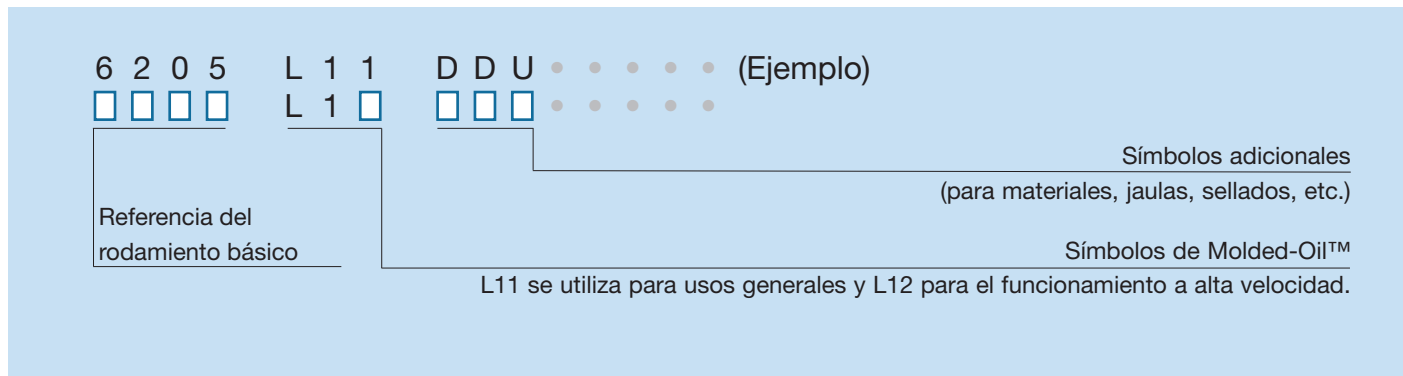 6 2 0 5 L 1 1 D D U • • • • • (Ejemplo)
□ □ □ □ L 1 □ □ □ □ • • • • •
Símbolos adicionales
(para materiales, jaulas, sellados, etc.)
Referencia del
rodamiento básico
Símbolos de Molded-Oil™
L11 se utiliza para usos generales y L12 para el funcionamiento a alta velocidad.